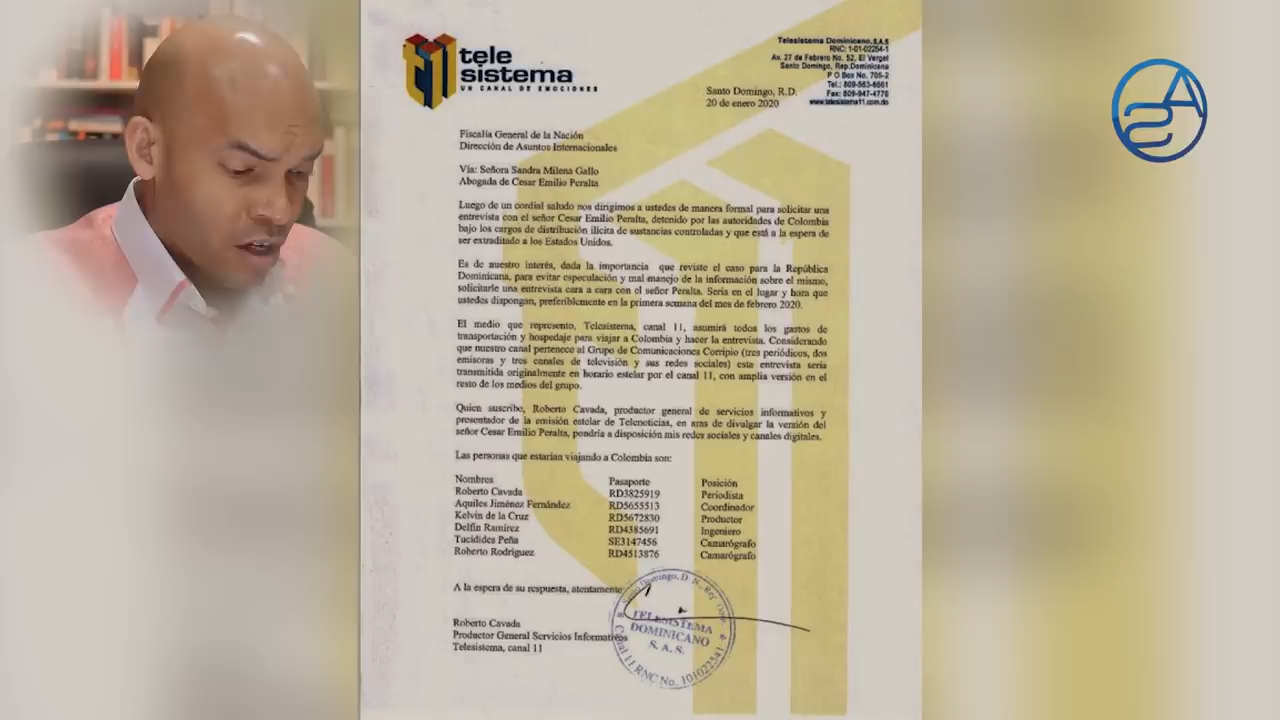 tele
sistema
UN CANAL DE EMOCIONES
Telesistema Dominicano,S.A.S
RNC: 1-01-02254-1
Av. 27 de Febrero No. 52, El Vergel
Santo Domingo, Rep.Dominicana
P O Box No. 705-2
Tel.: 809-563-6661
Fax: 809-947-4776
www.telesistema11.com.do
Santo Domingo, R.D.
20 de enero 2020
Fiscalía General de la Nación
Dirección de Asuntos Internacionales
Vía: Señora Sandra Milena Gallo
Abogada de Cesar Emilio Peralta
Luego de un cordial saludo nos dirigimos a ustedes de manera formal para solicitar una
entrevista con el señor Cesar Emilio Peralta, detenido por las autoridades de Colombia
bajo los cargos de distribución ilícita de sustancias controladas y que está a la espera de
ser extraditado a los Estados Unidos.
Es de nuestro interés, dada la importancia que reviste el caso para la República
Dominicana, para evitar especulación y mal manejo de la información sobre el mismo,
solicitarle una entrevista cara a cara con el señor Peralta. Sería en el lugar y hora que
ustedes dispongan, preferiblemente en la primera semana del mes de febrero 2020.
El medio que represento, Telesistema, canal 11, asumirá todos los gastos de
transportación y hospedaje para viajar a Colombia y hacer la entrevista. Considerando
que nuestro canal pertenece al Grupo de Comunicaciones Corripio (tres periódicos, dos
emisoras y tres canales de televisión y sus redes sociales) esta entrevista sería
transmitida originalmente en horario estelar por el canal 11, con amplia versión en el
resto de los medios del grupo.
Quien suscribe, Roberto Cavada, productor general de servicios informativos y
presentador de la emisión estelar de Telenoticias, en aras de divulgar la versión del
señor Cesar Emilio Peralta, pondría a disposición mis redes sociales y canales digitales.
Las personas que estarían viajando a Colombia son:
Nombres Pasaporte Posición
Roberto Cavada RD3825919 Periodista
Aquiles Jiménez Fernández RD5655513 Coordinador
Kelvin de la Cruz RD5672830 Productor
Delfín Ramírez RD4385691 Ingeniero
Tucídides Peña SE3147456 Camarógrafo
Roberto Rodríguez RD4513876 Camarógrafo
A la espera de su respuesta, atentamente
Roberto Cavada
Productor General Servicios Informativos
Telesistema, canal 11
Santo Domingo, D. N., Rep. Dom.
TELESISTEMA
DOMINICANO
S. A. S.
Canal 11 RNC No. 101022541